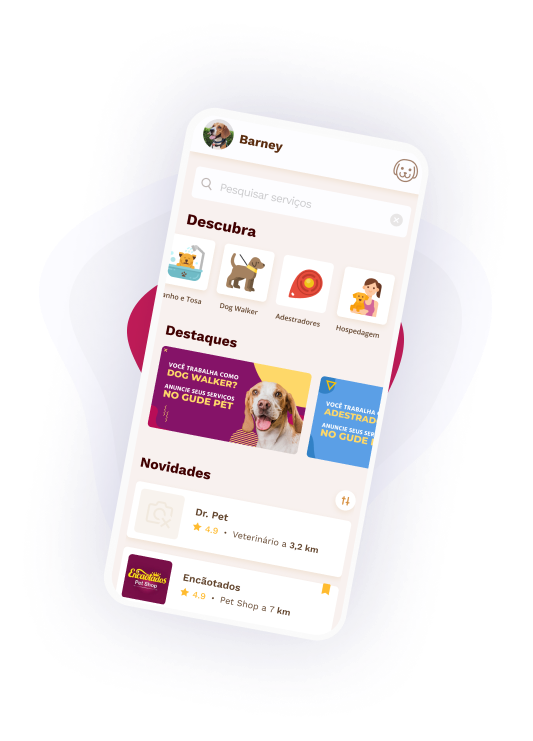 Barney
Pesquisar serviços
Descubra
anho e Tosa
Dog Walker
Adestradores
Hospedagem
Destaques
VOCÊ TRABALHA COMO
DOG WALKER?
ANUNCIE SEUS SERVIÇOS
NO GUDE PET
VOCÊ TRABALHA
ADESTRAD
ANUNCIE SEUS SER
NO GUDE
Novidades
Dr. Pet
4.9 • Veterinário a 3,2 km
Encãotados
Pet Shop
Encãotados
4.9 • Pet Shop a 7 km